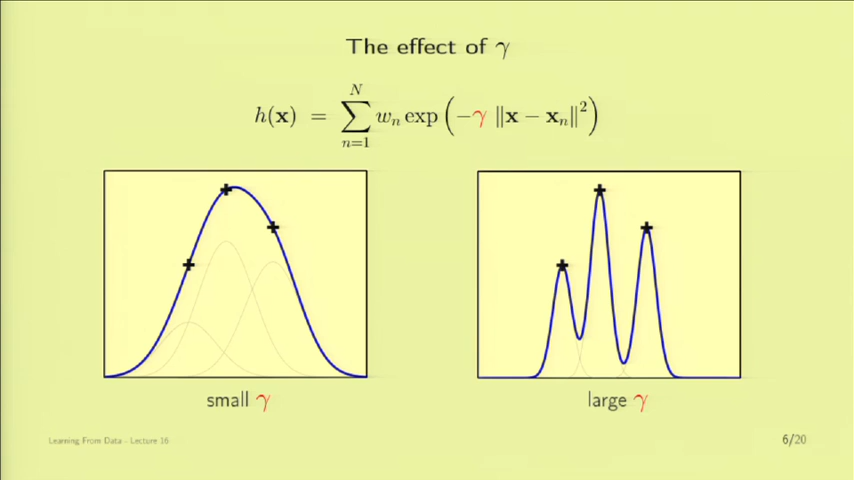 The effect of γ
h(x) = ∑_{n=1}^{N} w_n exp(−γ ‖x − x_n‖²)
small γ
large γ
Learning From Data - Lecture 16
6/20